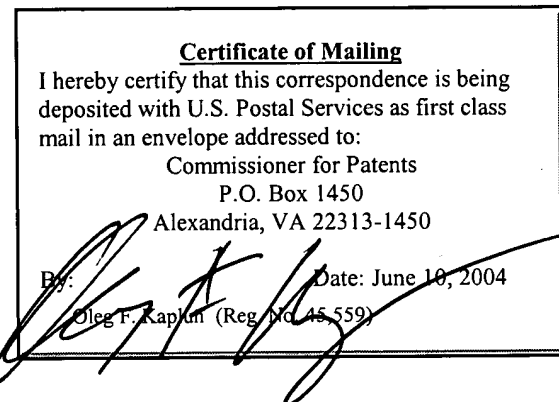 Certificate of Mailing
I hereby certify that this correspondence is being
deposited with U.S. Postal Services as first class
mail in an envelope addressed to:
Commissioner for Patents
P.O. Box 1450
Alexandria, VA 22313-1450
By: Date: June 10, 2004
Oleg F. Kaplun (Reg. No. 45,559)